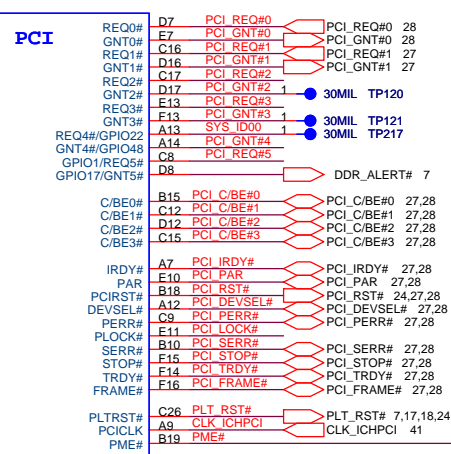 PCI
REQ0# D7 PCI_REQ#0 PCI_REQ#0 28
GNT0# E7 PCI_GNT#0 PCI_GNT#0 28
REQ1# C16 PCI_REQ#1 PCI_REQ#1 27
GNT1# D16 PCI_GNT#1 PCI_GNT#1 27
REQ2# C17 PCI_REQ#2
GNT2# D17 PCI_GNT#2 1 30MIL TP120
REQ3# E13 PCI_REQ#3
GNT3# F13 PCI_GNT#3 1 30MIL TP121
REQ4#/GPIO22 A13 SYS_ID00 1 30MIL TP217
GNT4#/GPIO48 A14 PCI_GNT#4
GPIO1/REQ5# C8 PCI_REQ#5
GPIO17/GNT5# D8 DDR_ALERT# 7
C/BE0# B15 PCI_C/BE#0 PCI_C/BE#0 27,28
C/BE1# C12 PCI_C/BE#1 PCI_C/BE#1 27,28
C/BE2# D12 PCI_C/BE#2 PCI_C/BE#2 27,28
C/BE3# C15 PCI_C/BE#3 PCI_C/BE#3 27,28
IRDY# A7 PCI_IRDY# PCI_IRDY# 27,28
PAR E10 PCI_PAR PCI_PAR 27,28
PCIRST# B18 PCI_RST# PCI_RST# 24,27,28
DEVSEL# A12 PCI_DEVSEL# PCI_DEVSEL# 27,28
PERR# C9 PCI_PERR# PCI_PERR# 27,28
PLOCK# E11 PCI_LOCK#
SERR# B10 PCI_SERR# PCI_SERR# 27,28
STOP# F15 PCI_STOP# PCI_STOP# 27,28
TRDY# F14 PCI_TRDY# PCI_TRDY# 27,28
FRAME# F16 PCI_FRAME# PCI_FRAME# 27,28
PLTRST# C26 PLT_RST# PLT_RST# 7,17,18,24
PCICLK A9 CLK_ICHPCI CLK_ICHPCI 41
PME# B19 PME#